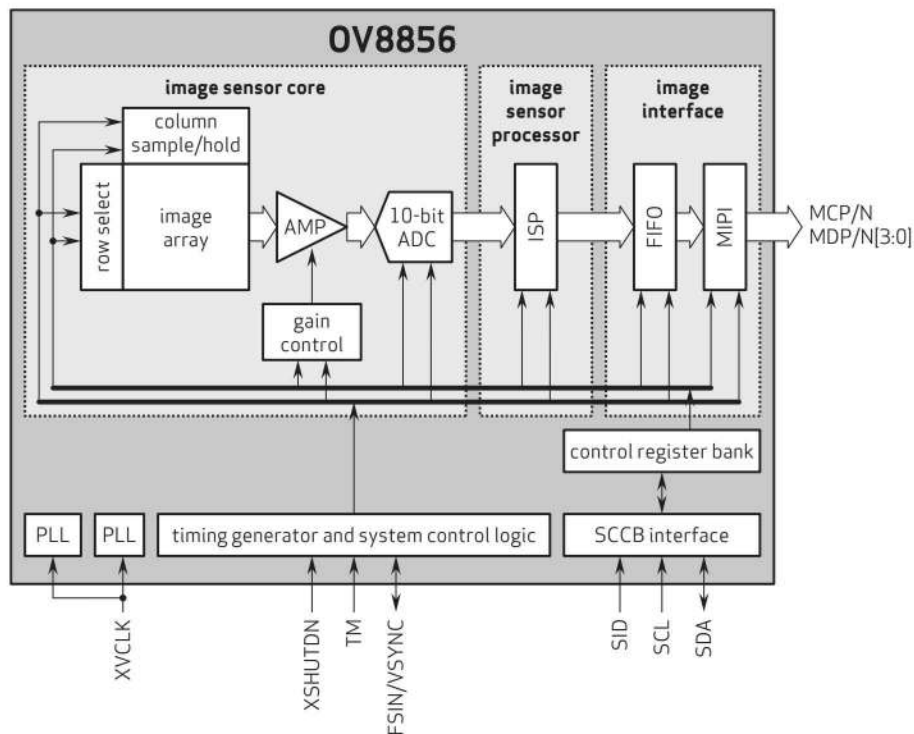 OV8856
image sensor core
image
sensor
processor
image
interface
column
sample/hold
row select
image
array
AMP
10-bit
ADC
ISP
FIFO
MIPI
MCP/N
MDP/N[3:0]
gain
control
control register bank
PLL
PLL
timing generator and system control logic
SCCB interface
XVCLK
XSHUTDN
TM
FSIN/VSYNC
SID
SCL
SDA